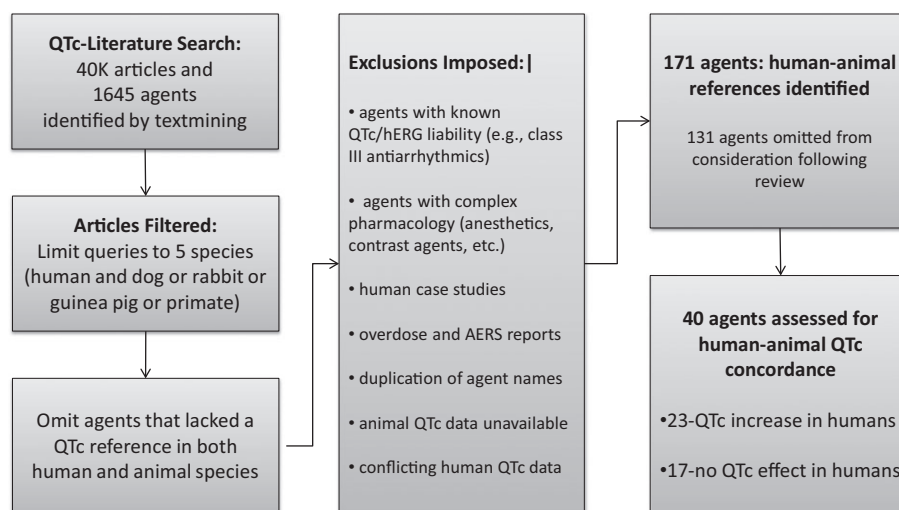 QTc-Literature Search:
40K articles and
1645 agents
identified by textmining
Articles Filtered:
Limit queries to 5 species
(human and dog or rabbit or
guinea pig or primate)
Omit agents that lacked a
QTc reference in both
human and animal species
Exclusions Imposed:|
• agents with known
QTc/hERG liability (e.g., class
III antiarrhythmics)
• agents with complex
pharmacology (anesthetics,
contrast agents, etc.)
• human case studies
• overdose and AERS reports
• duplication of agent names
• animal QTc data unavailable
• conflicting human QTc data
171 agents: human-animal
references identified
131 agents omitted from
consideration following
review
40 agents assessed for
human-animal QTc
concordance
•23-QTc increase in humans
•17-no QTc effect in humans